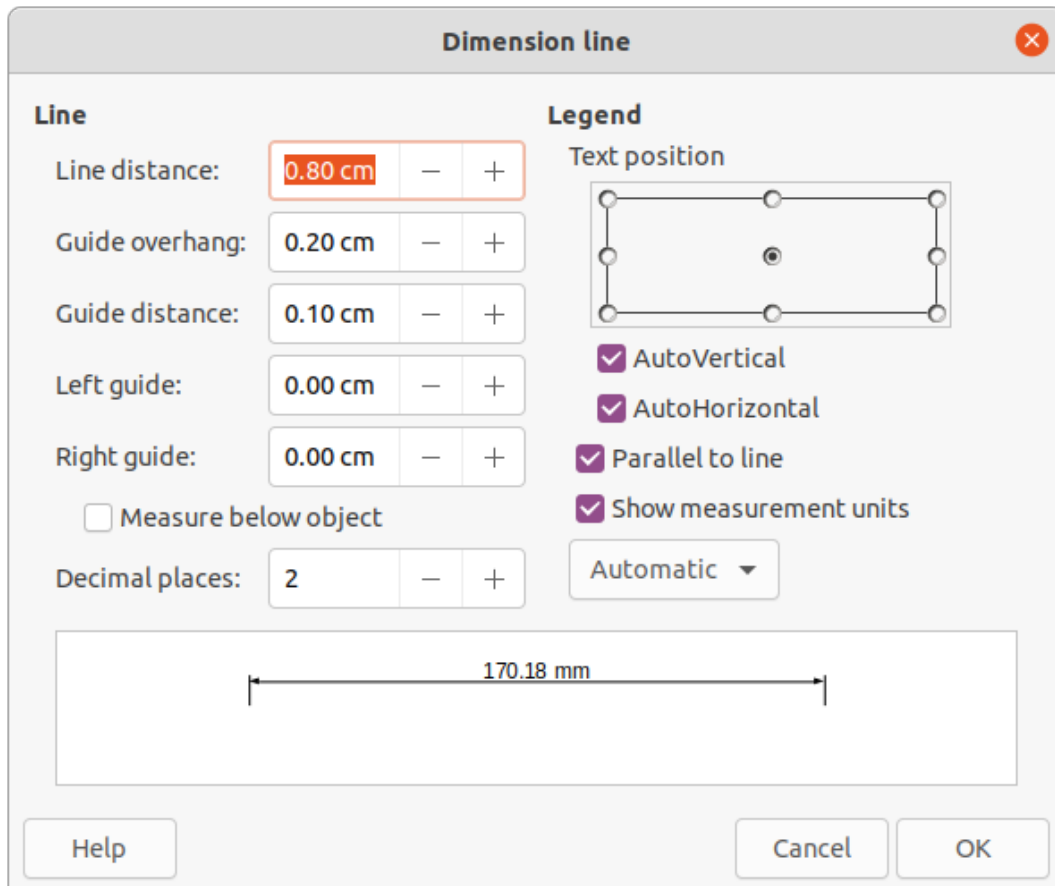 Dimension line
Line
Line distance: 0.80 cm
Guide overhang: 0.20 cm
Guide distance: 0.10 cm
Left guide: 0.00 cm
Right guide: 0.00 cm
Measure below object
Decimal places: 2
Legend
Text position
AutoVertical
AutoHorizontal
Parallel to line
Show measurement units
Automatic
170.18 mm
Help
Cancel
OK